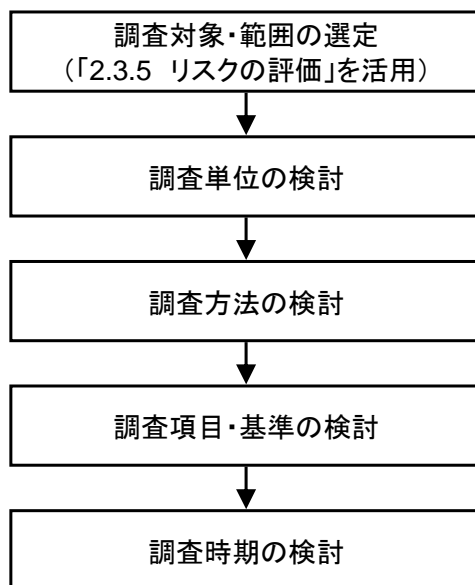 調査対象・範囲の選定
(「2.3.5 リスクの評価」を活用)
調査単位の検討
調査方法の検討
調査項目・基準の検討
調査時期の検討